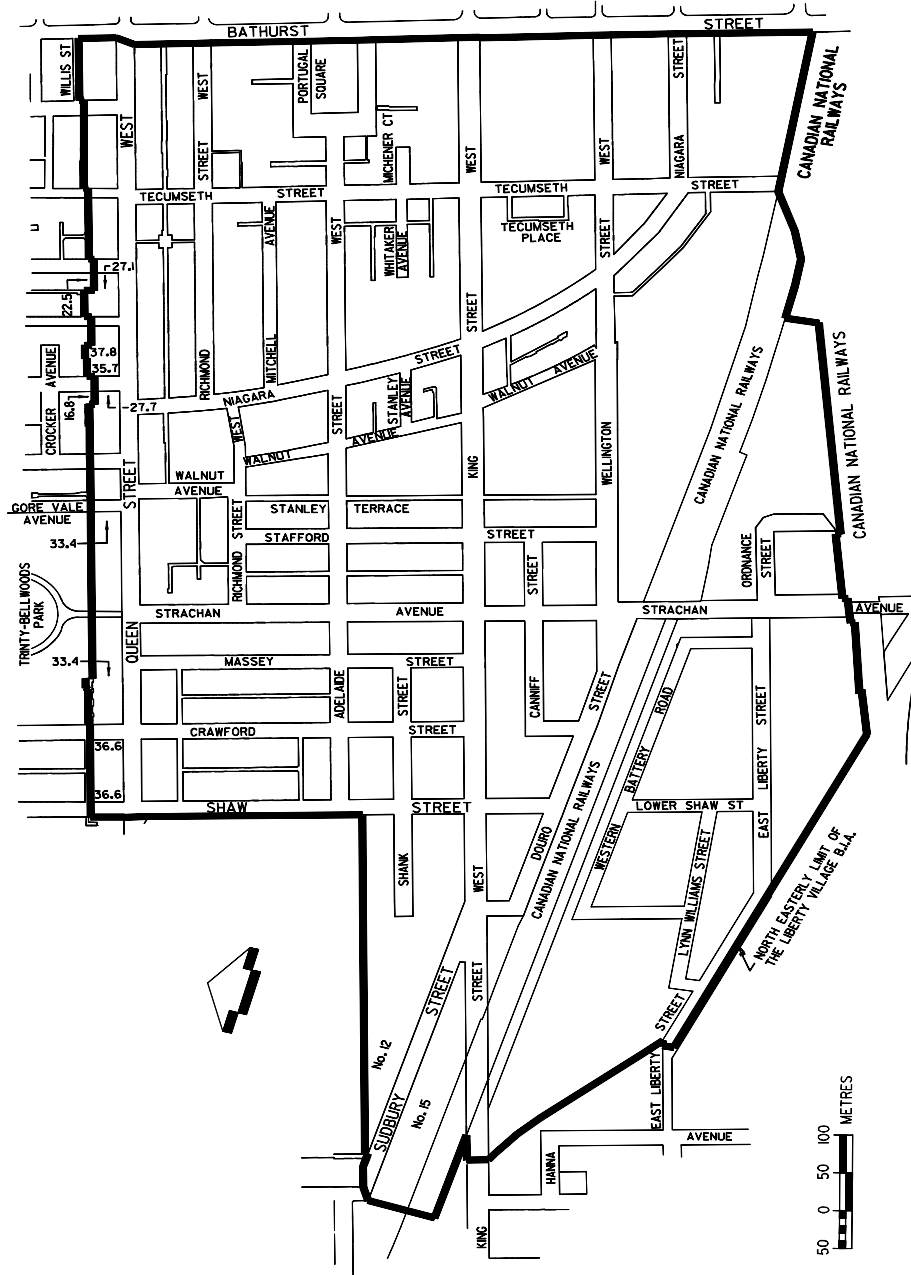 BATHURST
STREET
WILLIS ST
WEST
WEST
STREET
PORTUGAL
SQUARE
MICHENER CT
WEST
WEST
STREET
NIAGARA
CANADIAN NATIONAL
RAILWAYS
TECUMSETH
STREET
TECUMSETH
STREET
AVENUE
WEST
WHITAKER
AVENUE
TECUMSETH
PLACE
STREET
27.1
22.5
37.8
35.7
AVENUE
CROCKER
16.8
27.7
RICHMOND
MITCHELL
STREET
STREET
NIAGARA
WEST
STREET
STANLEY
AVENUE
WALNUT AVENUE
WALNUT
AVENUE
KING
WELLINGTON
CANADIAN NATIONAL RAILWAYS
CANADIAN NATIONAL RAILWAYS
STREET
WALNUT
AVENUE
GORE VALE
AVENUE
33.4
STREET
RICHMOND
STANLEY
TERRACE
STAFFORD
STREET
STREET
ORDNANCE
STREET
TRINTY-BELLWOODS
PARK
STRACHAN
AVENUE
STRACHAN
AVENUE
QUEEN
33.4
MASSEY
STREET
ADELAIDE
STREET
CANNIFF
STREET
ROAD
BATTERY
WESTERN
STREET
EAST LIBERTY
CRAWFORD
STREET
36.6
36.6
SHAW
STREET
LOWER SHAW ST
SHANK
WEST
DOURO
CANADIAN NATIONAL RAILWAYS
LYNN WILLIAMS STREET
NORTH EASTERLY LIMIT OF
THE LIBERTY VILLAGE B.I.A.
STREET
STREET
STREET
No. 12
No. 15
SUDBURY
EAST LIBERTY
AVENUE
HANNA
KING
50 0 50 100
METRES